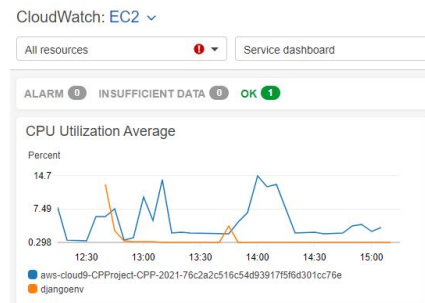 CloudWatch: EC2
All resources
Service dashboard
ALARM 0 INSUFFICIENT DATA 0 OK 1
CPU Utilization Average
Percent
14.7
7.49
0.298
12:30 13:00 13:30 14:00 14:30 15:00
aws-cloud9-CPProject-CPP-2021-76c2a2c516c54d93917f5f6d301cc76e
djangoenv